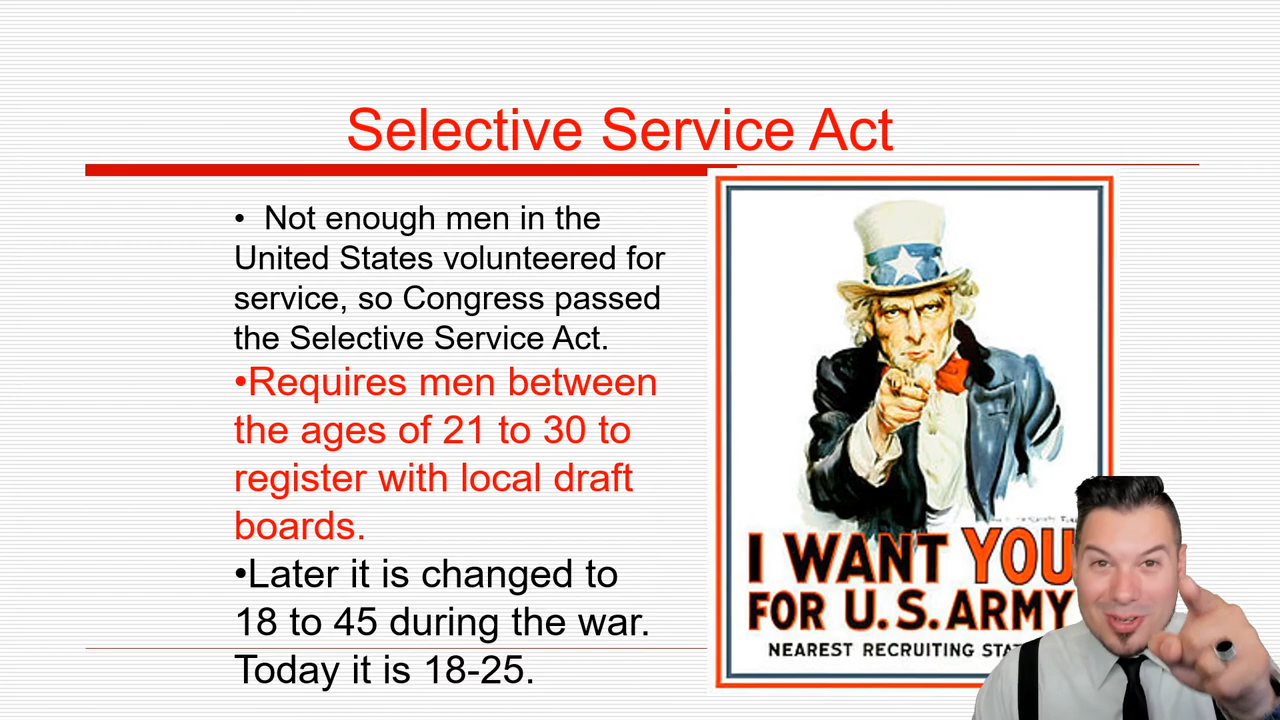 Selective Service Act
• Not enough men in the
United States volunteered for
service, so Congress passed
the Selective Service Act.
•Requires men between
the ages of 21 to 30 to
register with local draft
boards.
•Later it is changed to
18 to 45 during the war.
Today it is 18-25.
I WANT YOU
FOR U.S. ARMY
NEAREST RECRUITING